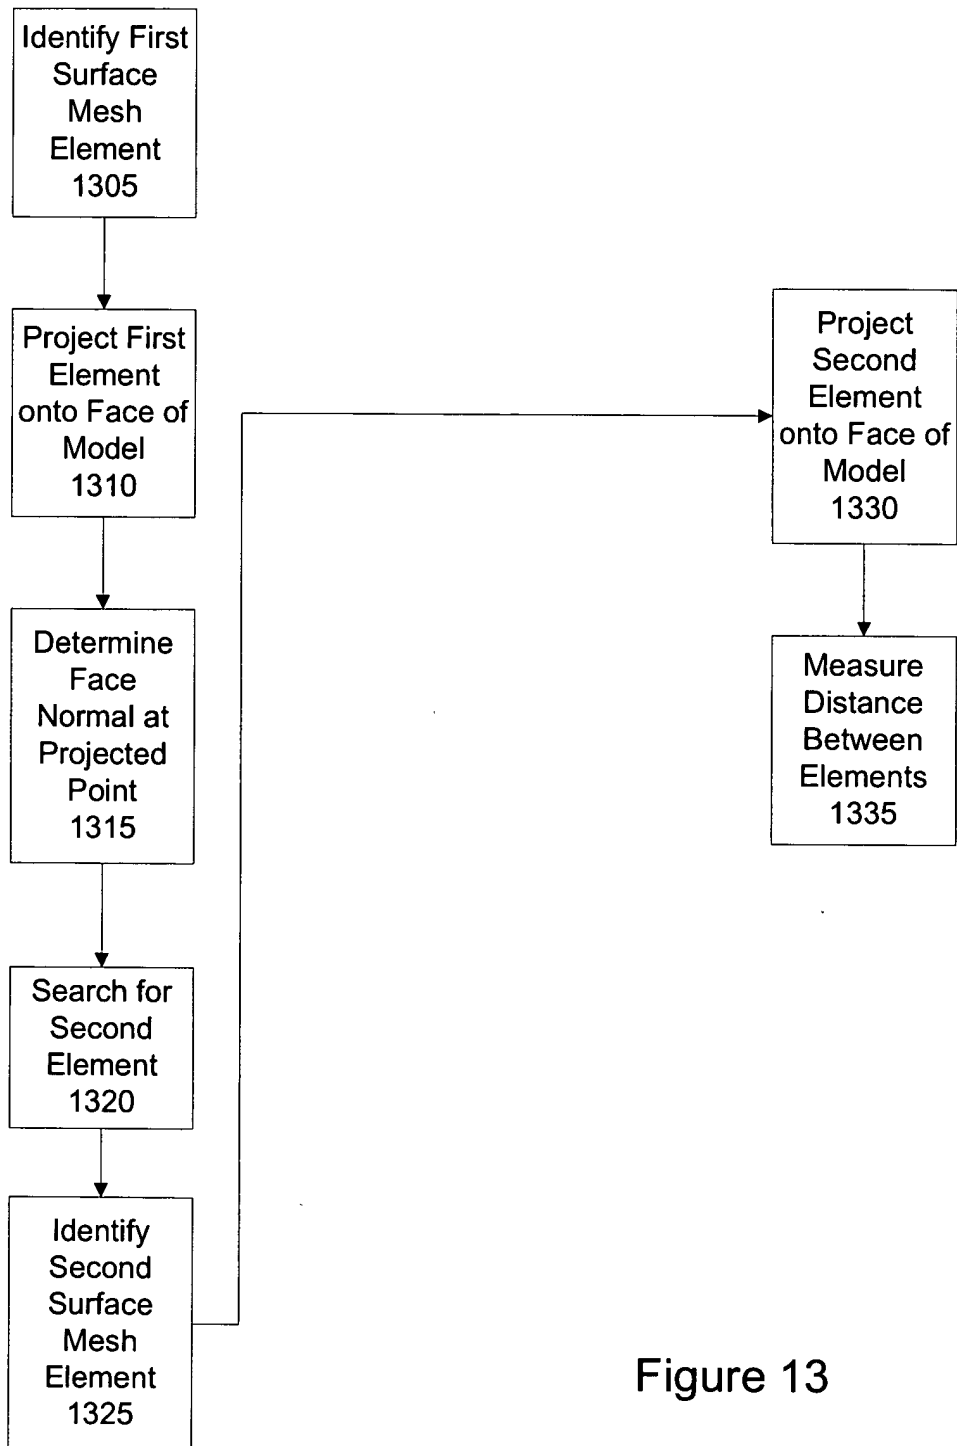 Identify First
Surface
Mesh
Element
1305
Project First
Element
onto Face of
Model
1310
Determine
Face
Normal at
Projected
Point
1315
Search for
Second
Element
1320
Identify
Second
Surface
Mesh
Element
1325
Project
Second
Element
onto Face of
Model
1330
Measure
Distance
Between
Elements
1335
Figure 13